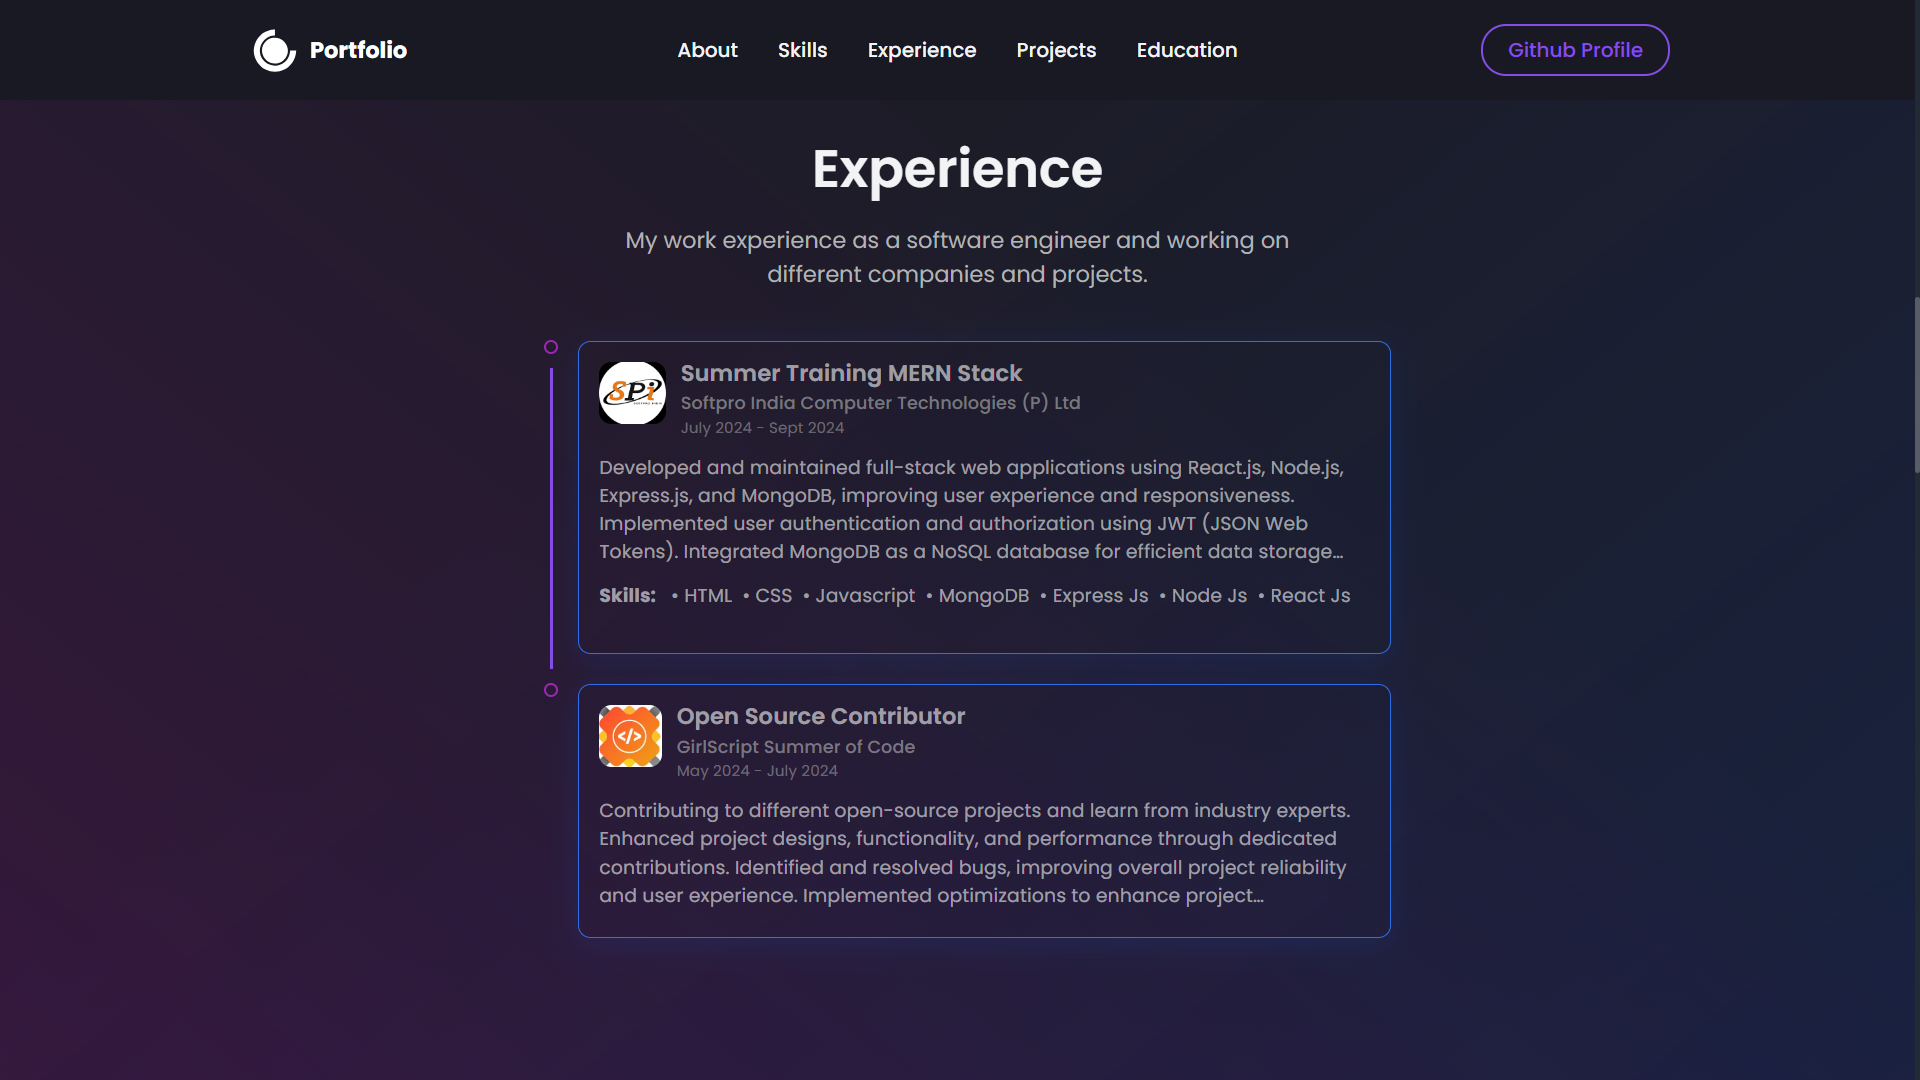 Portfolio
About
Skills
Experience
Projects
Education
Github Profile
Experience
My work experience as a software engineer and working on
different companies and projects.
SPi
Summer Training MERN Stack
Softpro India Computer Technologies (P) Ltd
July 2024 - Sept 2024
Developed and maintained full-stack web applications using React.js, Node.js,
Express.js, and MongoDB, improving user experience and responsiveness.
Implemented user authentication and authorization using JWT (JSON Web
Tokens). Integrated MongoDB as a NoSQL database for efficient data storage...
Skills: • HTML • CSS • Javascript • MongoDB • Express Js • Node Js • React Js
</>
Open Source Contributor
GirlScript Summer of Code
May 2024 - July 2024
Contributing to different open-source projects and learn from industry experts.
Enhanced project designs, functionality, and performance through dedicated
contributions. Identified and resolved bugs, improving overall project reliability
and user experience. Implemented optimizations to enhance project...